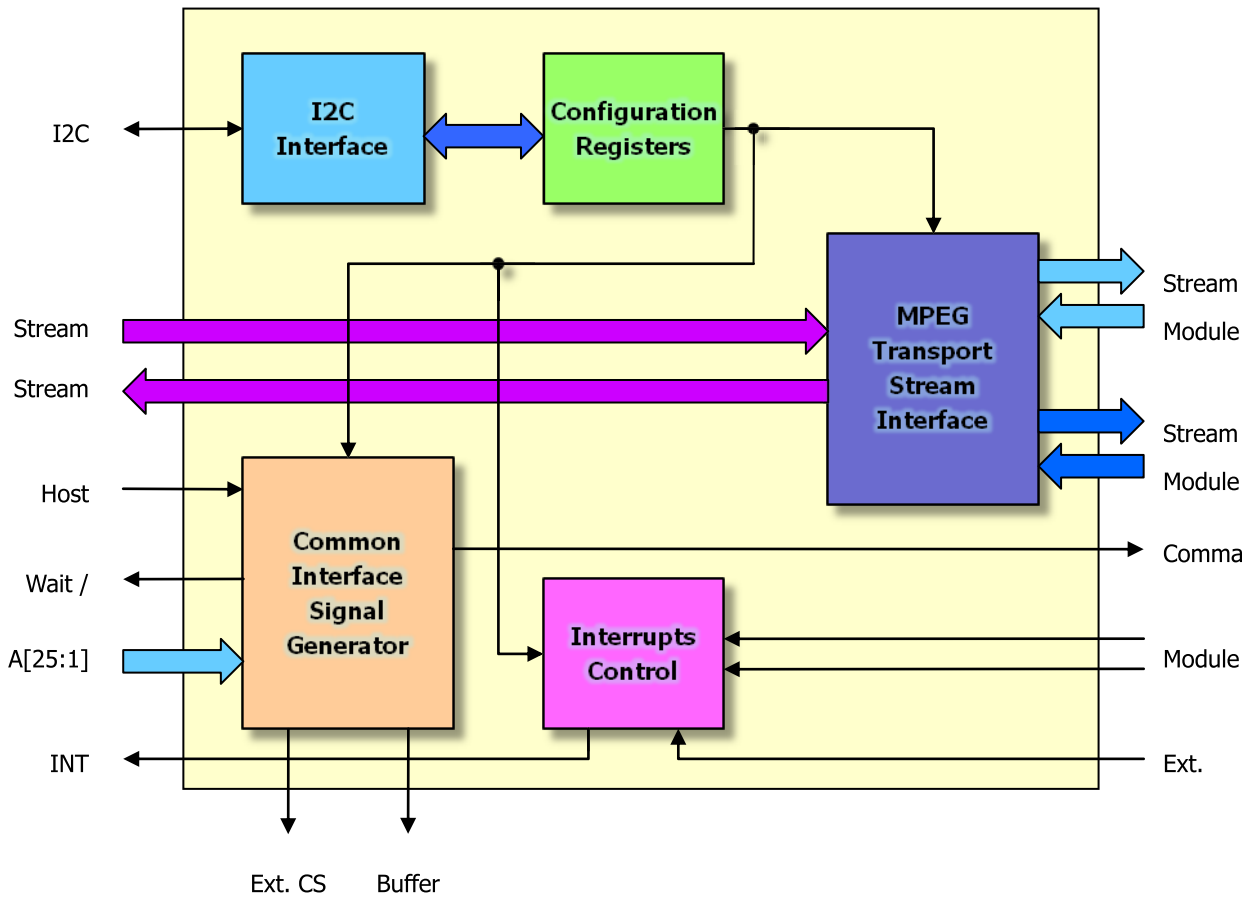 I2C
Interface
Configuration
Registers
I2C
MPEG
Transport
Stream
Interface
Stream
Module
Stream
Stream
Stream
Module
Host
Common
Interface
Signal
Generator
Comma
Wait /
Interrupts
Control
A[25:1]
Module
INT
Ext.
Ext. CS
Buffer